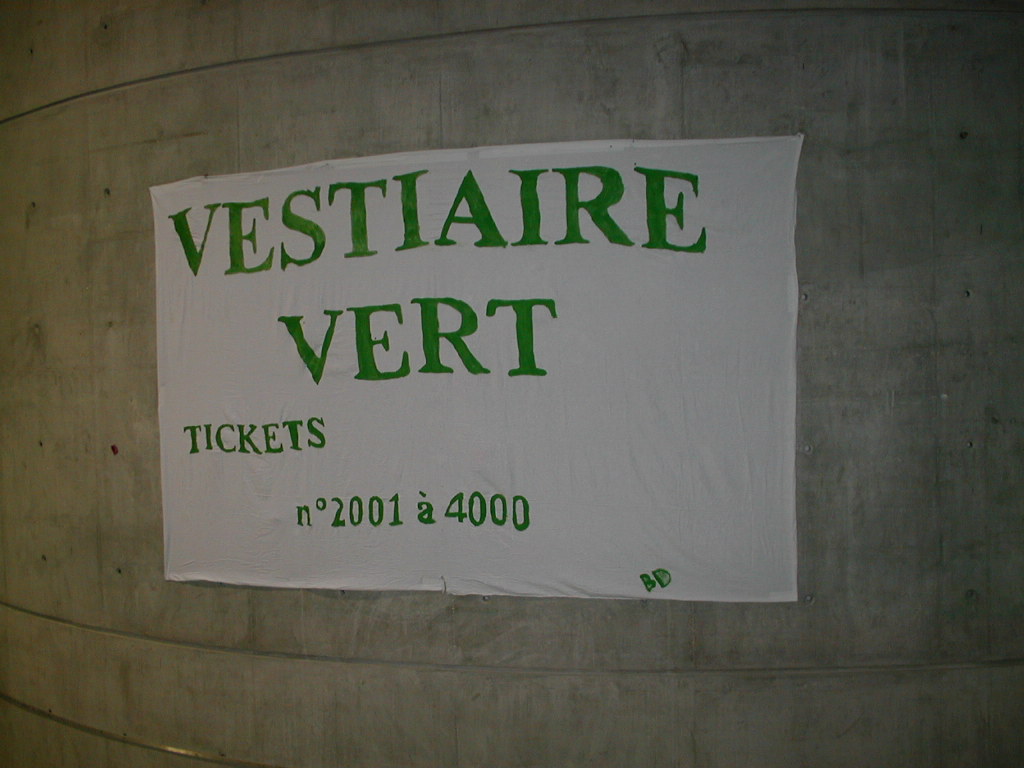 VESTIAIRE
VERT
TICKETS
n°2001 à 4000
BD